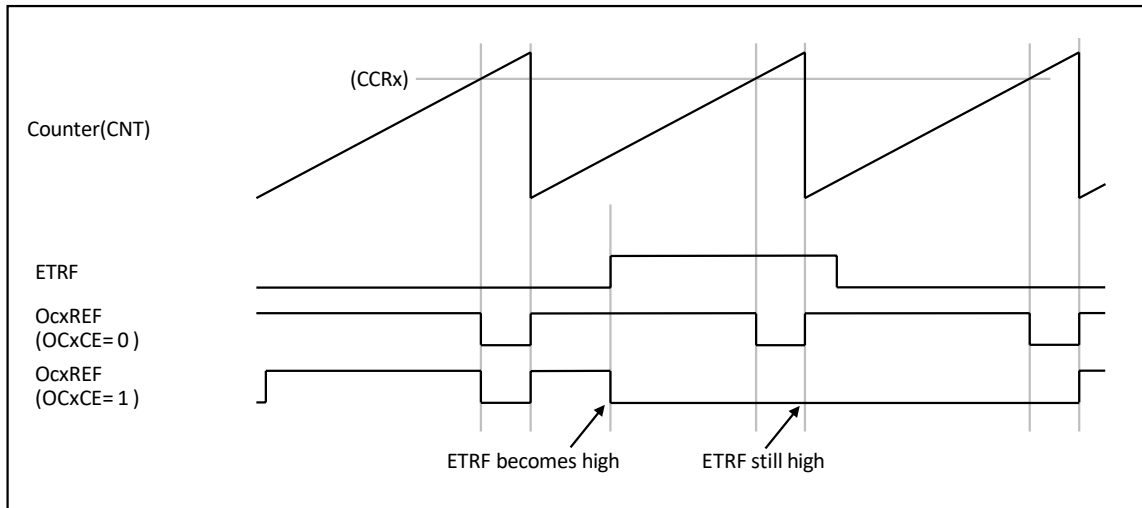 (CCRx)
Counter(CNT)
ETRF
OcxREF
(OCxCE= 0 )
OcxREF
(OCxCE= 1 )
ETRF becomes high
ETRF still high